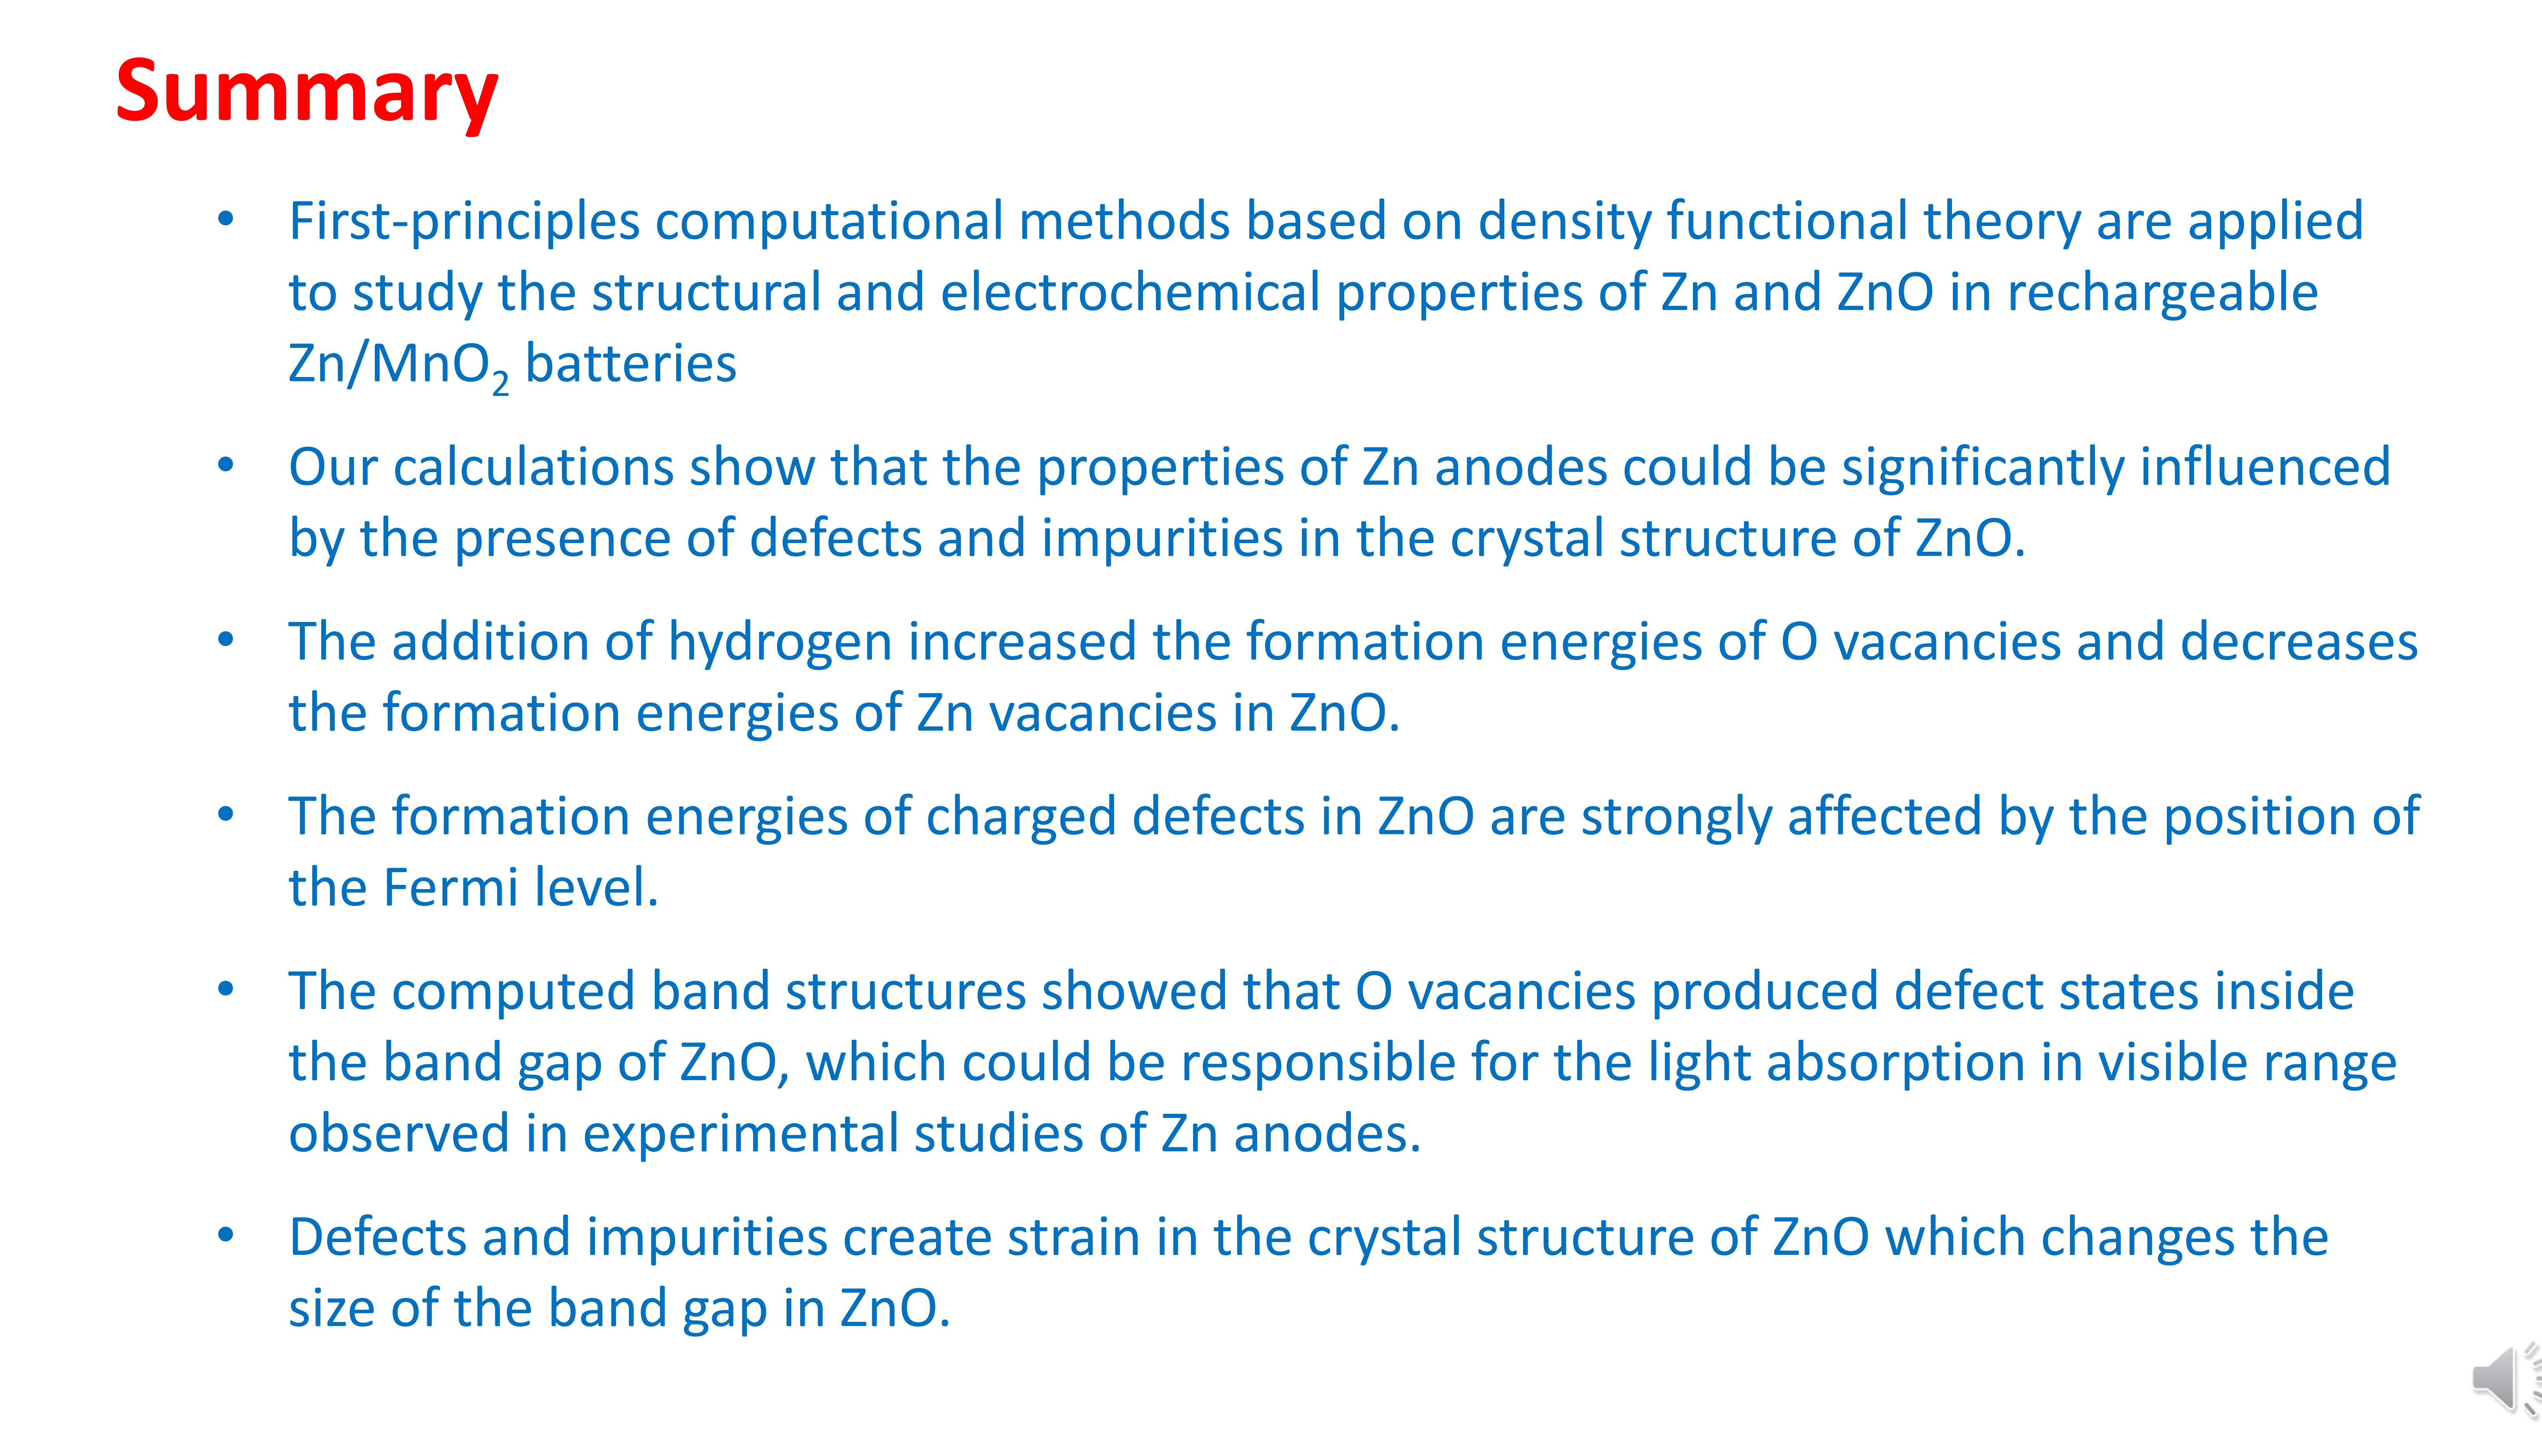 Summary
• First-principles computational methods based on density functional theory are applied
to study the structural and electrochemical properties of Zn and ZnO in rechargeable
Zn/MnO₂ batteries
• Our calculations show that the properties of Zn anodes could be significantly influenced
by the presence of defects and impurities in the crystal structure of ZnO.
• The addition of hydrogen increased the formation energies of O vacancies and decreases
the formation energies of Zn vacancies in ZnO.
• The formation energies of charged defects in ZnO are strongly affected by the position of
the Fermi level.
• The computed band structures showed that O vacancies produced defect states inside
the band gap of ZnO, which could be responsible for the light absorption in visible range
observed in experimental studies of Zn anodes.
• Defects and impurities create strain in the crystal structure of ZnO which changes the
size of the band gap in ZnO.